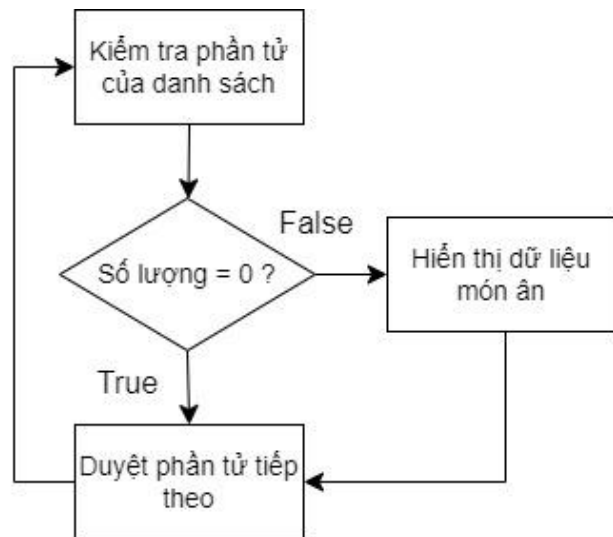 Kiểm tra phần tử
của danh sách
False
Số lượng = 0 ?
Hiển thị dữ liệu
món ân
True
Duyệt phần tử tiếp
theo